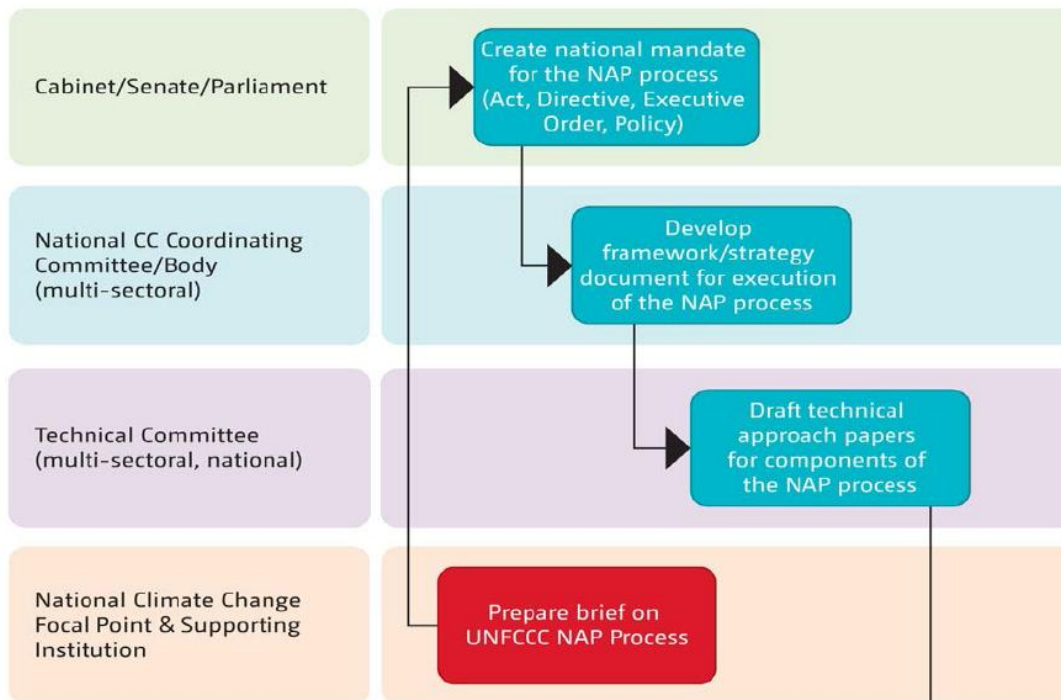 Cabinet/Senate/Parliament
Create national mandate
for the NAP process
(Act, Directive, Executive
Order, Policy)
National CC Coordinating
Committee/Body
(multi-sectoral)
Develop
framework/strategy
document for execution
of the NAP process
Technical Committee
(multi-sectoral, national)
Draft technical
approach papers
for components of
the NAP process
National Climate Change
Focal Point & Supporting
Institution
Prepare brief on
UNFCCC NAP Process